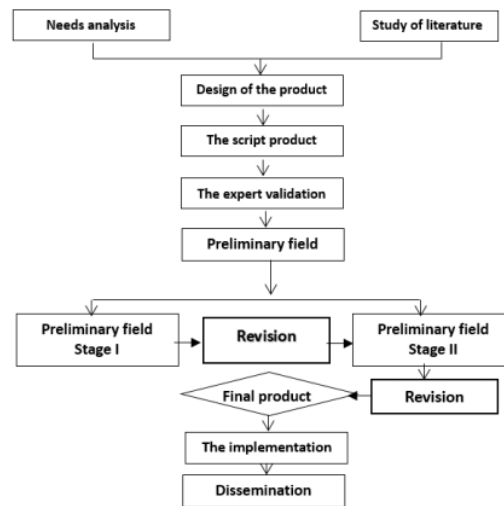 Needs analysis
Study of literature
Design of the product
The script product
The expert validation
Preliminary field
Preliminary field
Stage I
Revision
Preliminary field
Stage II
Final product
Revision
The implementation
Dissemination